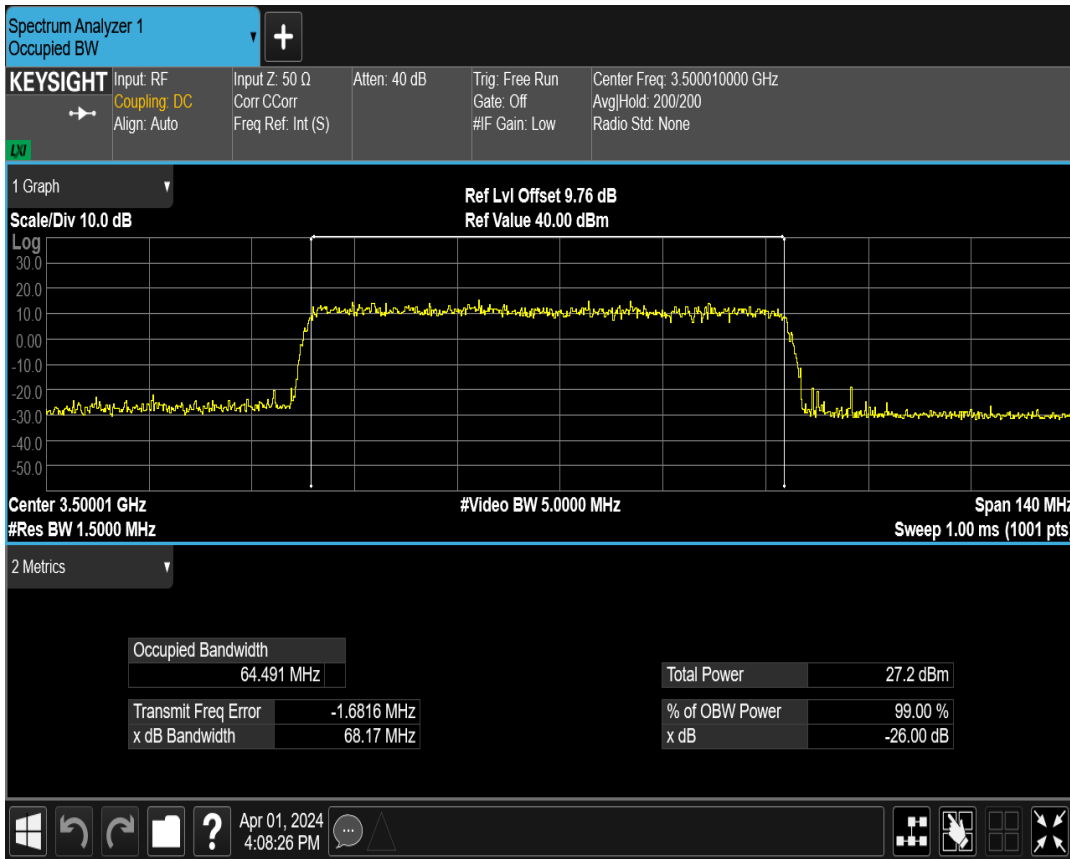 Spectrum Analyzer 1
Occupied BW
+
KEYSIGHT
LXI
Input: RF
Coupling: DC
Align: Auto
Input Z: 50 Ω
Corr CCorr
Freq Ref: Int (S)
Atten: 40 dB
Trig: Free Run
Gate: Off
#IF Gain: Low
Center Freq: 3.500010000 GHz
Avg|Hold: 200/200
Radio Std: None
1 Graph
Scale/Div 10.0 dB
Ref Lvl Offset 9.76 dB
Ref Value 40.00 dBm
Log
30.0
20.0
10.0
0.00
-10.0
-20.0
-30.0
-40.0
-50.0
Center 3.50001 GHz
#Res BW 1.5000 MHz
#Video BW 5.0000 MHz
Span 140 MHz
Sweep 1.00 ms (1001 pts)
2 Metrics
Occupied Bandwidth
64.491 MHz
Transmit Freq Error -1.6816 MHz
x dB Bandwidth 68.17 MHz
Total Power 27.2 dBm
% of OBW Power 99.00 %
x dB -26.00 dB
?
Apr 01, 2024
4:08:26 PM